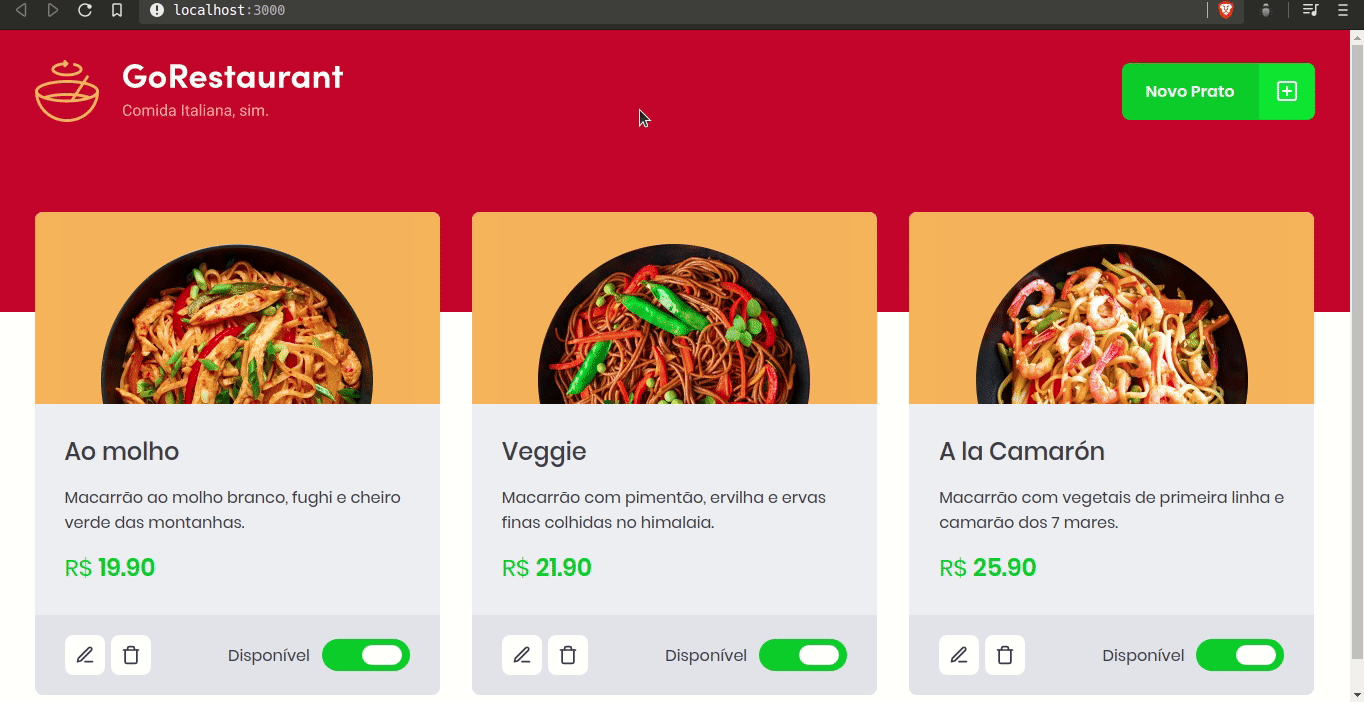 localhost:3000
GoRestaurant
Comida Italiana, sim.
Novo Prato
Ao molho
Macarrão ao molho branco, fughi e cheiro
verde das montanhas.
R$ 19.90
Disponível
Veggie
Macarrão com pimentão, ervilha e ervas
finas colhidas no himalaia.
R$ 21.90
Disponível
A la Camarón
Macarrão com vegetais de primeira linha e
camarão dos 7 mares.
R$ 25.90
Disponível